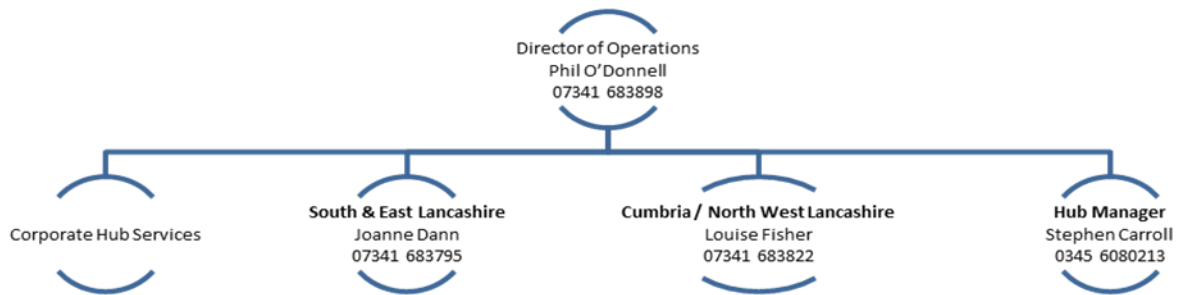 Director of Operations
Phil O’Donnell
07341 683898
Corporate Hub Services
South & East Lancashire
Joanne Dann
07341 683795
Cumbria / North West Lancashire
Louise Fisher
07341 683822
Hub Manager
Stephen Carroll
0345 6080213